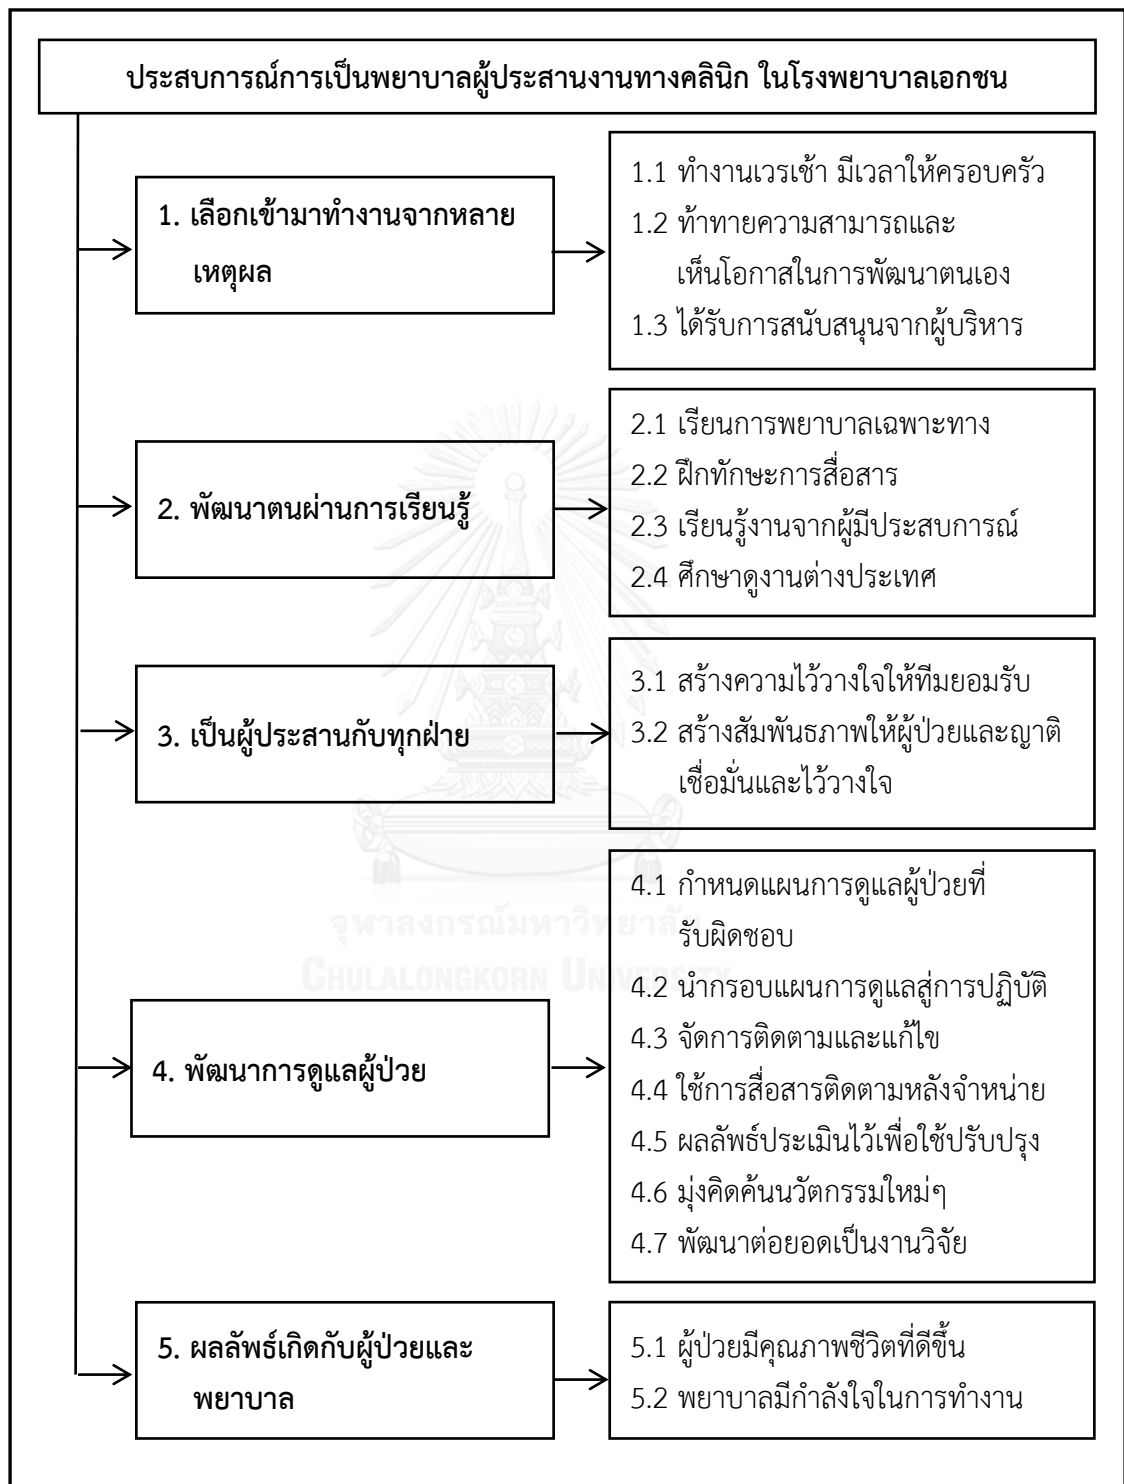 ประสบการณ์การเป็นพยาบาลผู้ประสานงานทางคลินิก ในโรงพยาบาลเอกชน
1. เลือกเข้ามาทำงานจากหลาย
เหตุผล
1.1 ทำงานเวรเช้า มีเวลาให้ครอบครัว
1.2 ท้าทายความสามารถและ
เห็นโอกาสในการพัฒนาตนเอง
1.3 ได้รับการสนับสนุนจากผู้บริหาร
2. พัฒนาตนผ่านการเรียนรู้
2.1 เรียนการพยาบาลเฉพาะทาง
2.2 ฝึกทักษะการสื่อสาร
2.3 เรียนรู้งานจากผู้มีประสบการณ์
2.4 ศึกษาดูงานต่างประเทศ
3. เป็นผู้ประสานกับทุกฝ่าย
3.1 สร้างความไว้วางใจให้ทีมยอมรับ
3.2 สร้างสัมพันธภาพให้ผู้ป่วยและญาติ
เชื่อมั่นและไว้วางใจ
4. พัฒนาการดูแลผู้ป่วย
4.1 กำหนดแผนการดูแลผู้ป่วยที่
รับผิดชอบ
4.2 นำกรอบแผนการดูแลสู่การปฏิบัติ
4.3 จัดการติดตามและแก้ไข
4.4 ใช้การสื่อสารติดตามหลังจำหน่าย
4.5 ผลลัพธ์ประเมินไว้เพื่อใช้ปรับปรุง
4.6 มุ่งคิดค้นนวัตกรรมใหม่ๆ
4.7 พัฒนาต่อยอดเป็นงานวิจัย
5. ผลลัพธ์เกิดกับผู้ป่วยและ
พยาบาล
5.1 ผู้ป่วยมีคุณภาพชีวิตที่ดีขึ้น
5.2 พยาบาลมีกำลังใจในการทำงาน
จุฬาลงกรณ์มหาวิทยาลัย
CHULALONGKORN UNIVERSITY